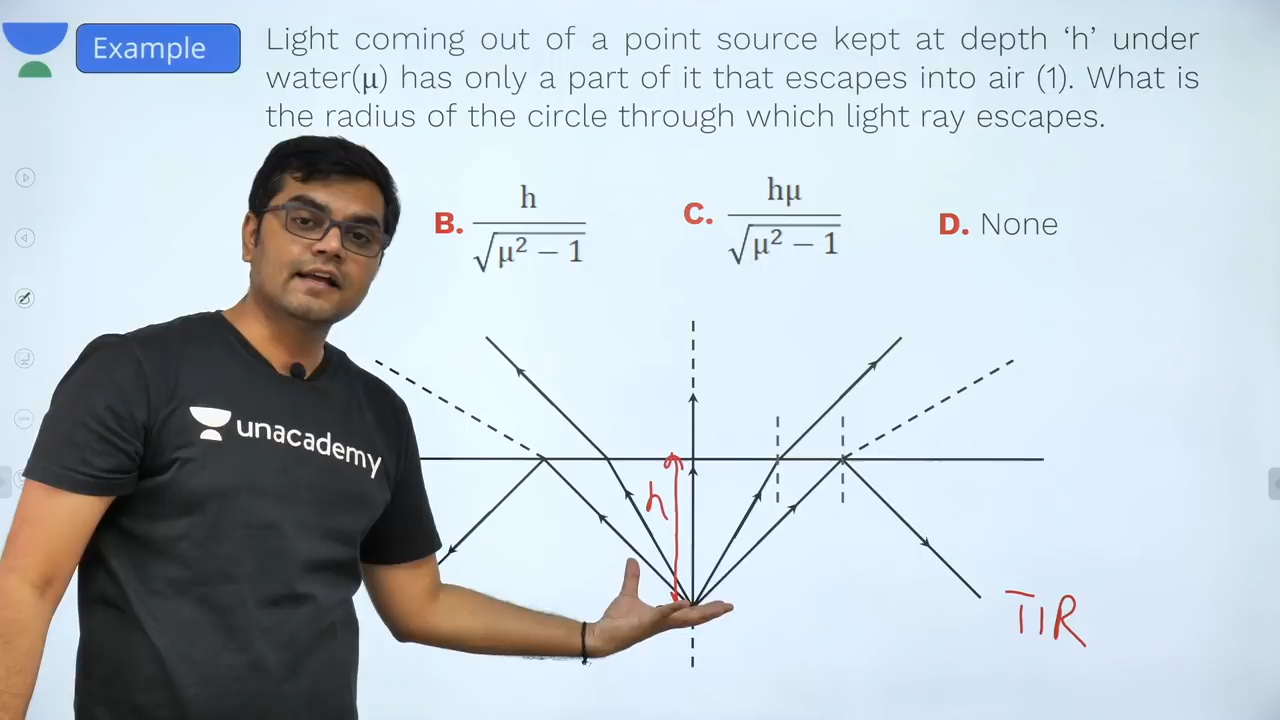 Example
Light coming out of a point source kept at depth ‘h’ under
water(μ) has only a part of it that escapes into air (1). What is
the radius of the circle through which light ray escapes.
B. h / √(μ² − 1)
C. hμ / √(μ² − 1)
D. None
unacademy
h
TIR